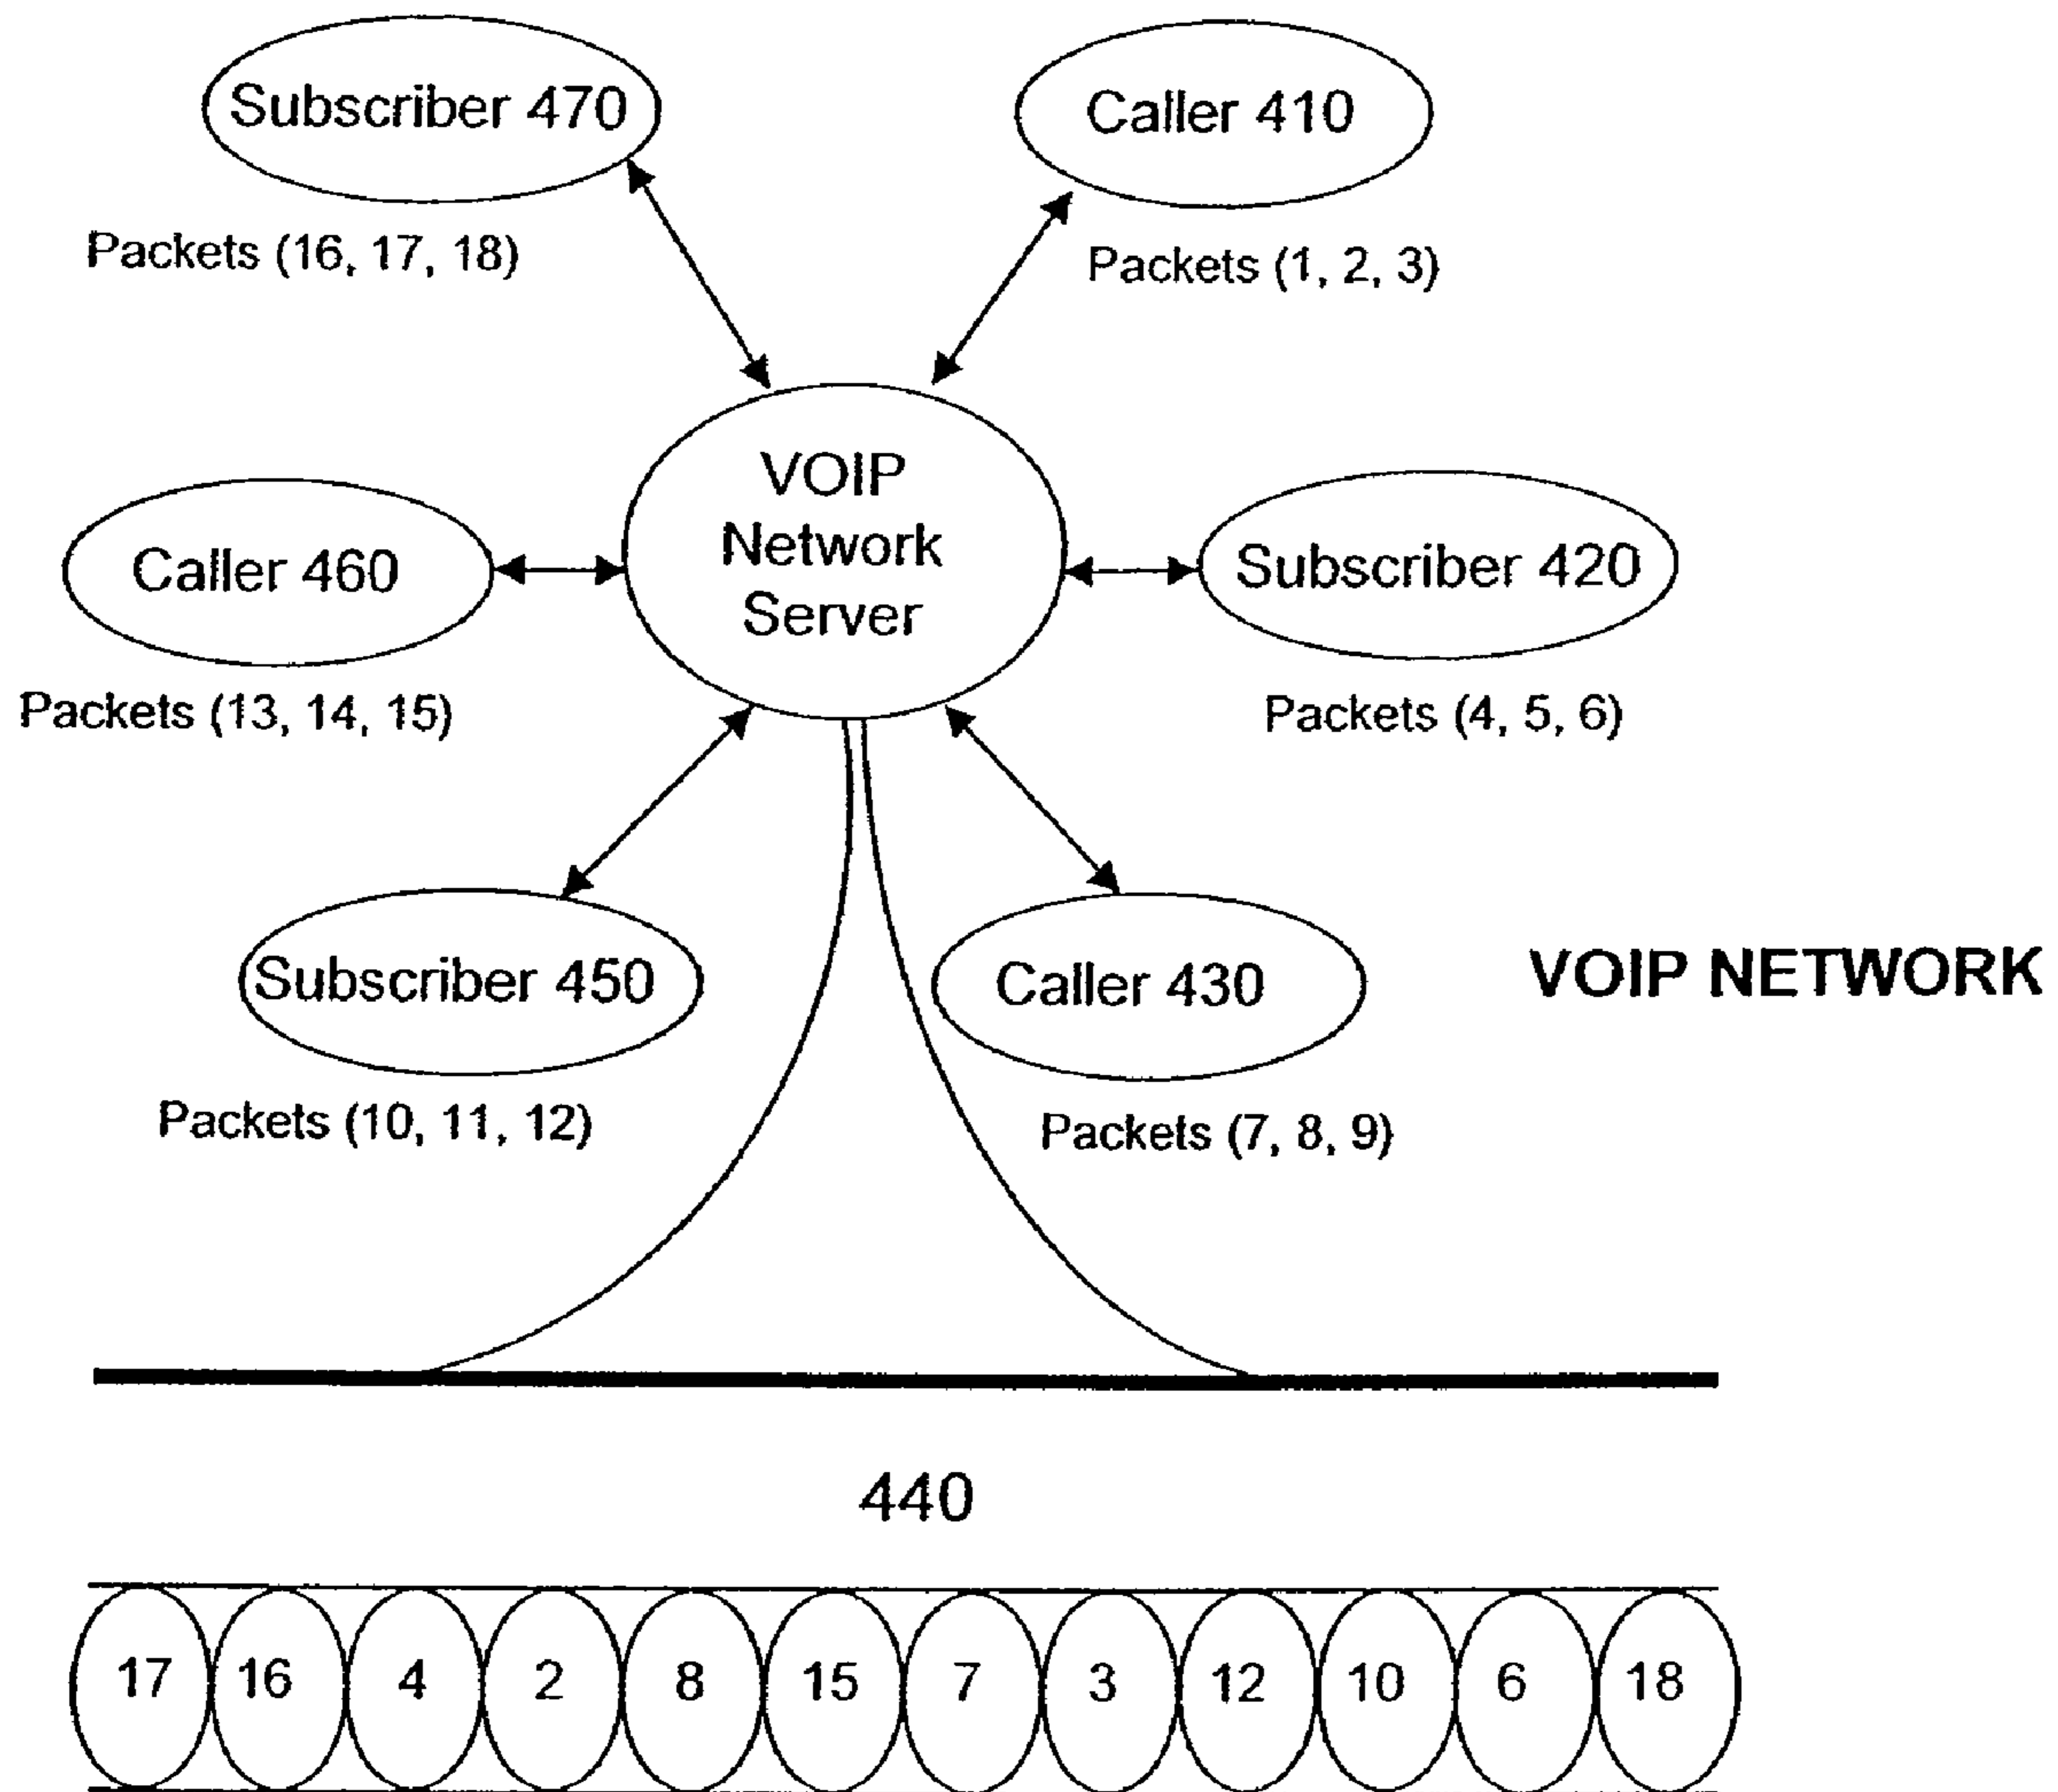 Subscriber 470
Caller 410
Packets (16, 17, 18)
Packets (1, 2, 3)
VOIP
Network
Server
Caller 460
Subscriber 420
Packets (13, 14, 15)
Packets (4, 5, 6)
Subscriber 450
Caller 430
VOIP NETWORK
Packets (10, 11, 12)
Packets (7, 8, 9)
440
17 16 4 2 8 15 7 3 12 10 6 18